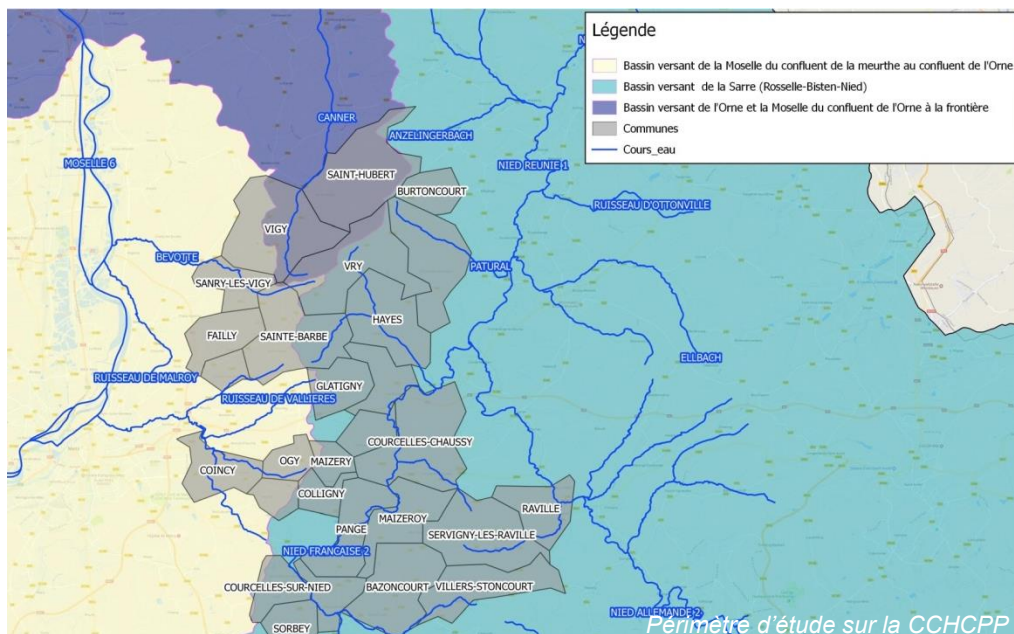 Légende
Bassin versant de la Moselle du confluent de la meurthe au confluent de l'Orne
Bassin versant de la Sarre (Rosselle-Bisten-Nied)
Bassin versant de l'Orne et la Moselle du confluent de l'Orne à la frontière
Communes
Cours_eau
CANNER
ANZELINGERBACH
MOSELLE 6
NIED REUNIE 1
SAINT-HUBERT
BURTONCOURT
RUISSEAU D'OTTONVILLE
VIGY
BEVOTTE
VRY
PATURAL
SANRY-LES-VIGY
HAYES
FAILLY
SAINTE-BARBE
ELLBACH
RUISSEAU DE MALROY
GLATIGNY
RUISSEAU DE VALLIERES
COURCELLES-CHAUSSY
OGY
MAIZERY
COINCY
COLLIGNY
RAVILLE
MAIZEROY
PANGE
SERVIGNY-LES-RAVILLE
NIED FRANCAISE 2
COURCELLES-SUR-NIED
BAZONCOURT
VILLERS-STONCOURT
NIED ALLEMANDE 2
SORBEY
Périmètre d'étude sur la CCHCPP